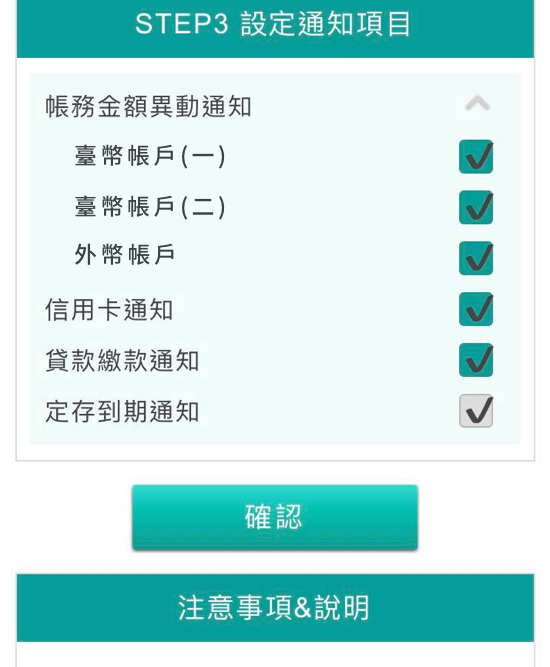 STEP3 設定通知項目
帳務金額異動通知
臺幣帳戶(一)
臺幣帳戶(二)
外幣帳戶
信用卡通知
貸款繳款通知
定存到期通知
確認
注意事項&說明